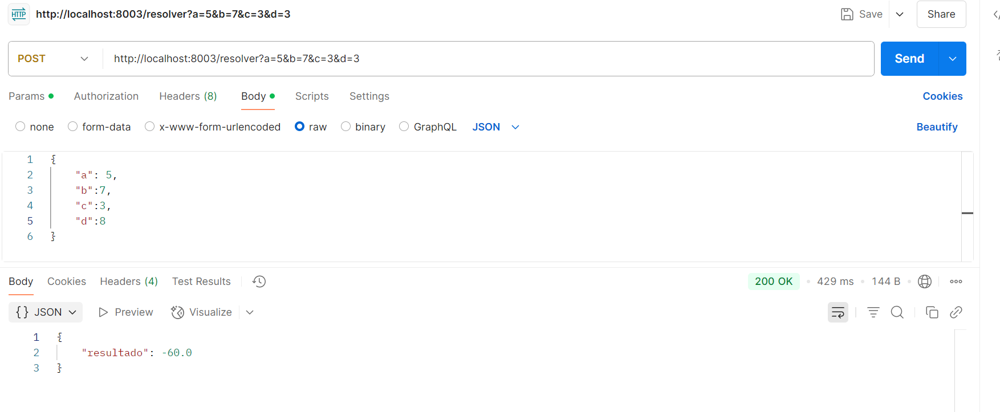 HTTP http://localhost:8003/resolver?a=5&b=7&c=3&d=3 Save Share
POST http://localhost:8003/resolver?a=5&b=7&c=3&d=3 Send
Params Authorization Headers (8) Body Scripts Settings Cookies
none form-data x-www-form-urlencoded raw binary GraphQL JSON Beautify
1 {
2 "a": 5,
3 "b":7,
4 "c":3,
5 "d":8
6 }
Body Cookies Headers (4) Test Results 200 OK 429 ms 144 B
{} JSON Preview Visualize
1 {
2 "resultado": -60.0
3 }